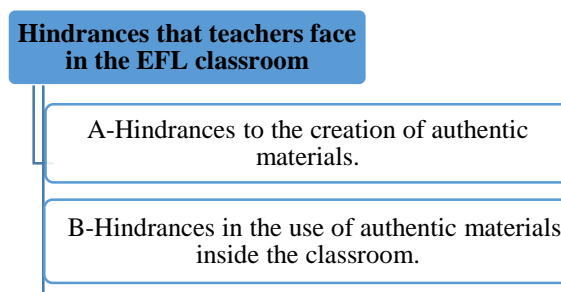 Hindrances that teachers face
in the EFL classroom
A-Hindrances to the creation of authentic
materials.
B-Hindrances in the use of authentic materials
inside the classroom.